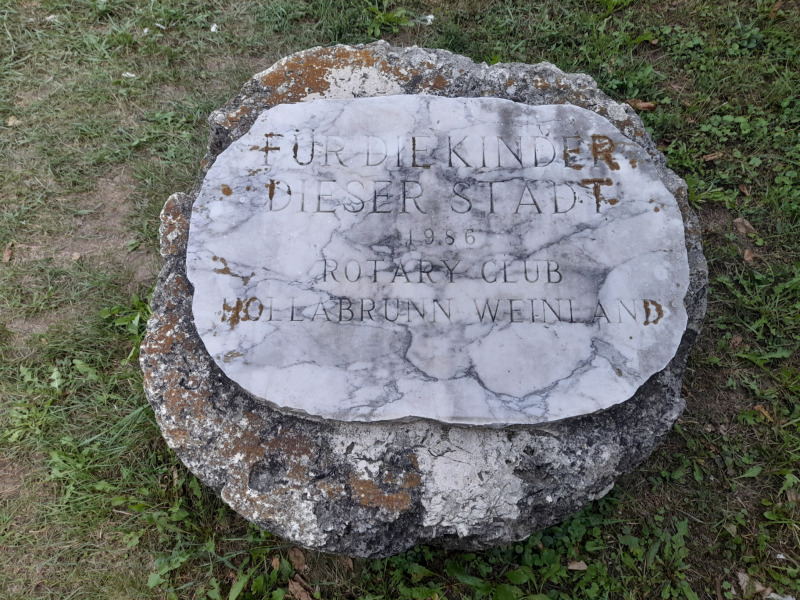 FÜR DIE KINDER
DIESER STADT
1986
ROTARY CLUB
HOLLABRUNN WEINLAND